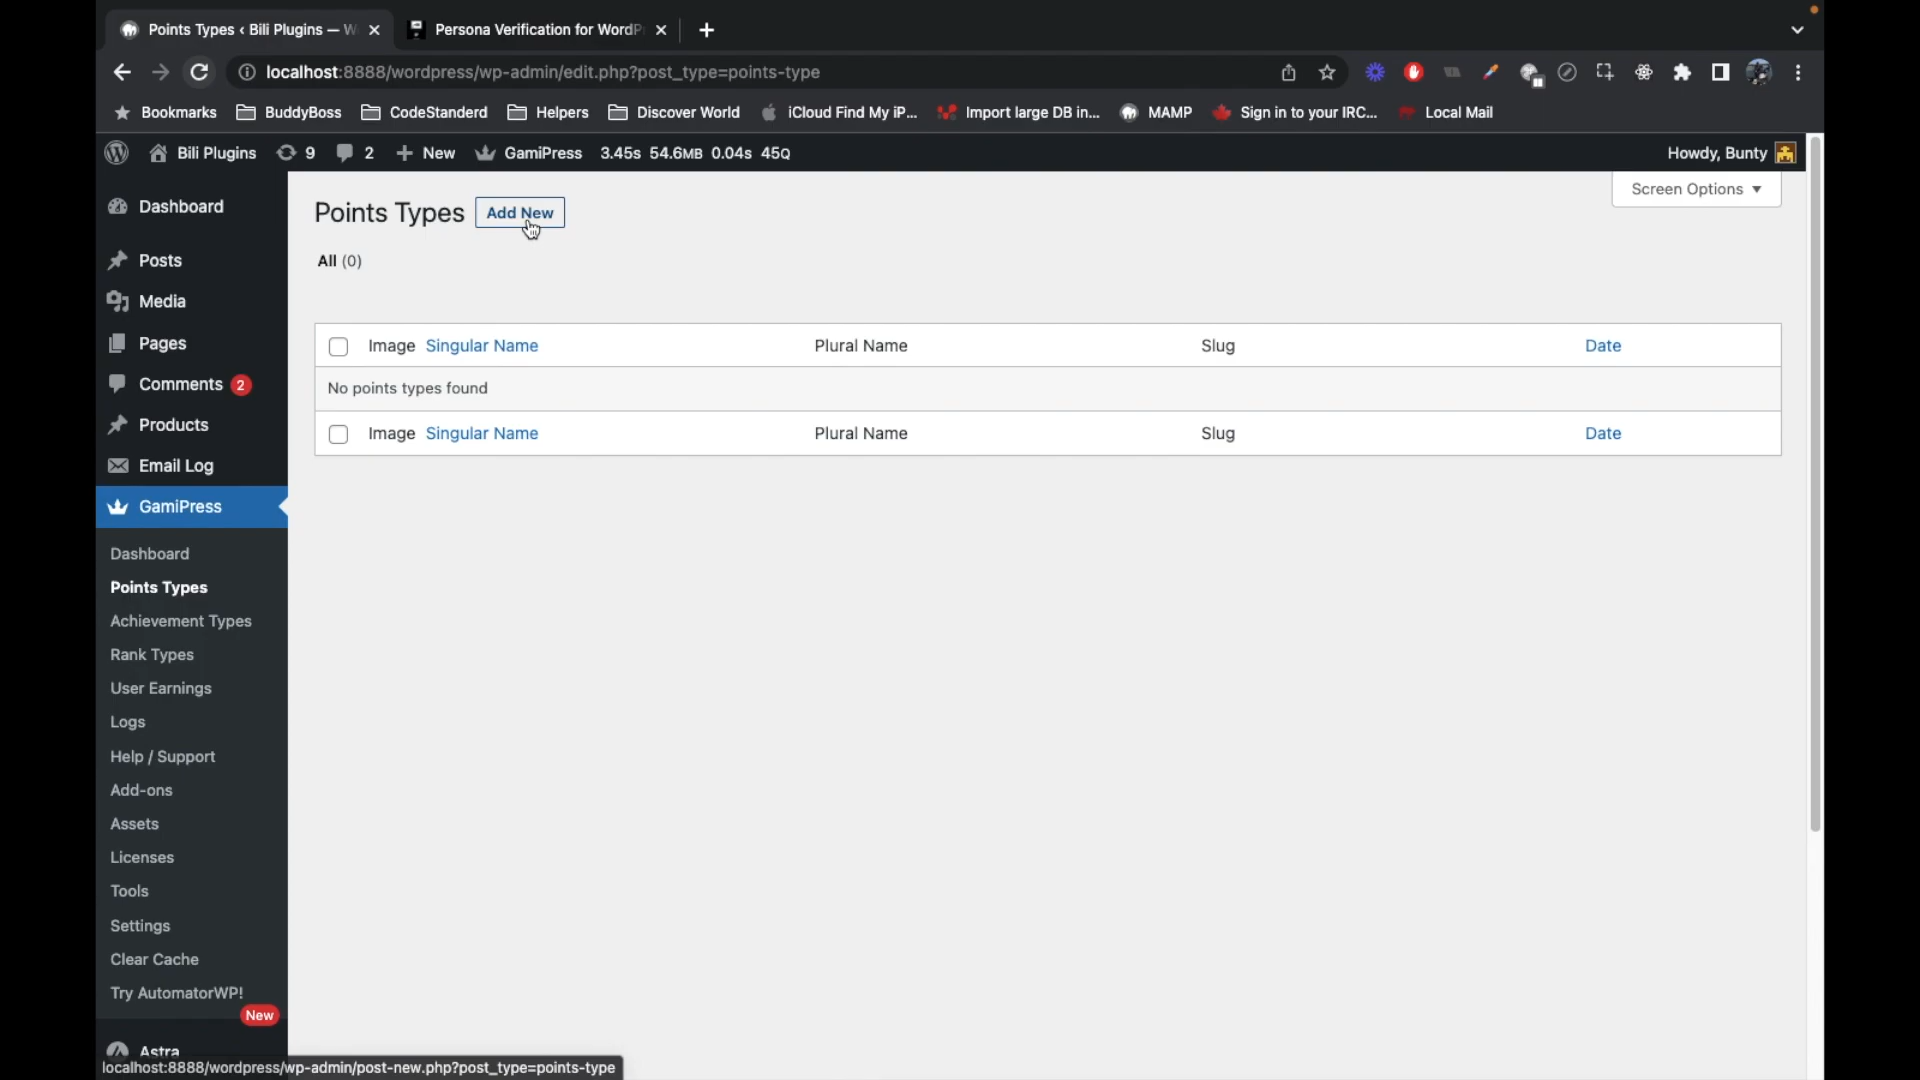 Points Types ‹ Bili Plugins — W
Persona Verification for WordP
localhost:8888/wordpress/wp-admin/edit.php?post_type=points-type
Bookmarks
BuddyBoss
CodeStanderd
Helpers
Discover World
iCloud Find My iP...
Import large DB in...
MAMP
Sign in to your IRC...
Local Mail
Bili Plugins
9
2
New
GamiPress
3.45s 54.6MB 0.04s 45Q
Howdy, Bunty
Dashboard
Posts
Media
Pages
Comments 2
Products
Email Log
GamiPress
Dashboard
Points Types
Achievement Types
Rank Types
User Earnings
Logs
Help / Support
Add-ons
Assets
Licenses
Tools
Settings
Clear Cache
Try AutomatorWP!
New
Astra
localhost:8888/wordpress/wp-admin/post-new.php?post_type=points-type
Screen Options ▼
Points Types Add New
All (0)
Image Singular Name Plural Name Slug Date
No points types found
Image Singular Name Plural Name Slug Date